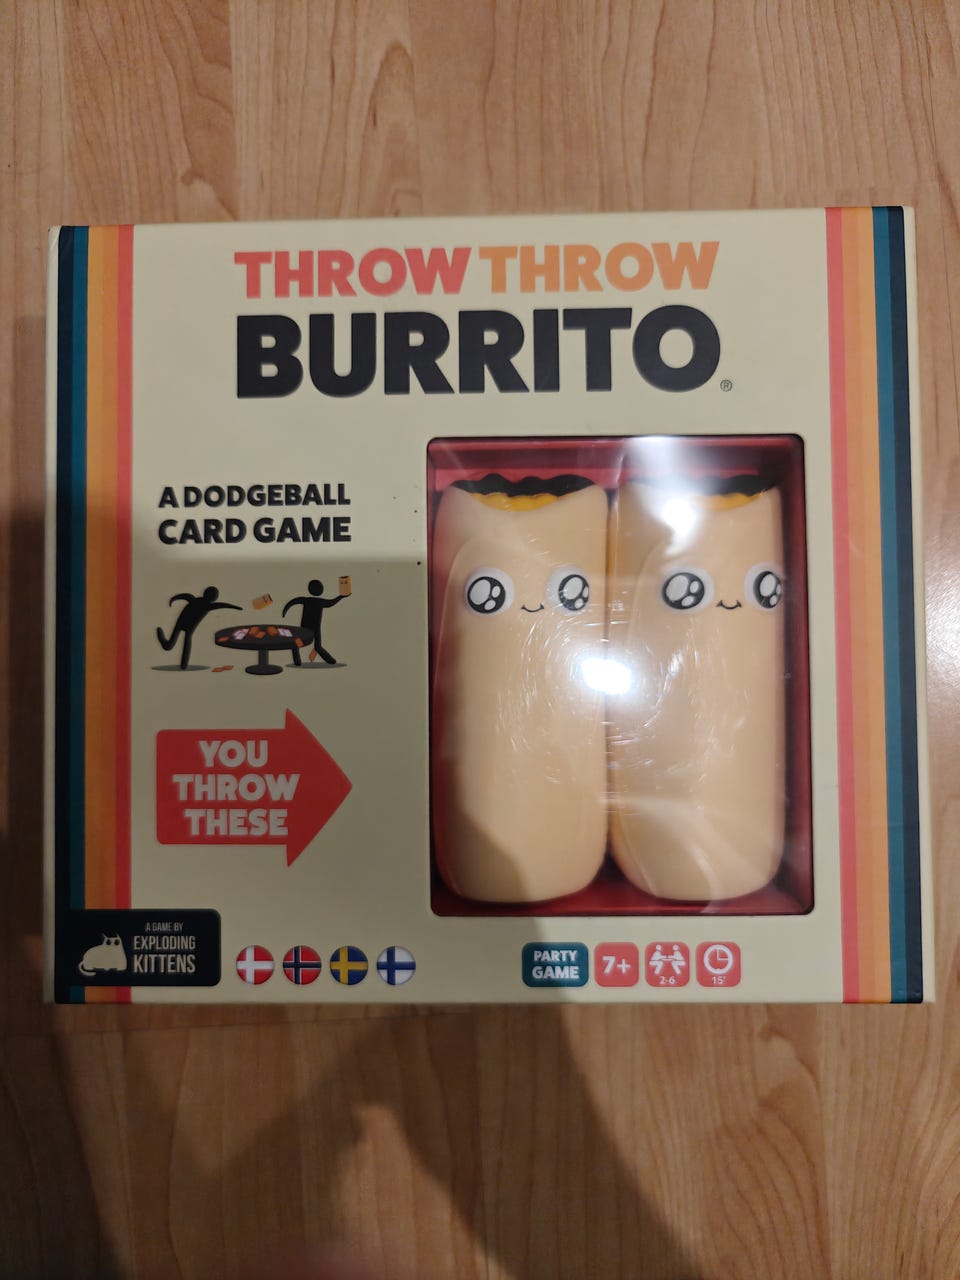 THROW THROW
BURRITO®
A DODGEBALL
CARD GAME
YOU
THROW
THESE
A GAME BY
EXPLODING
KITTENS
PARTY
GAME
7+
2-6
15'